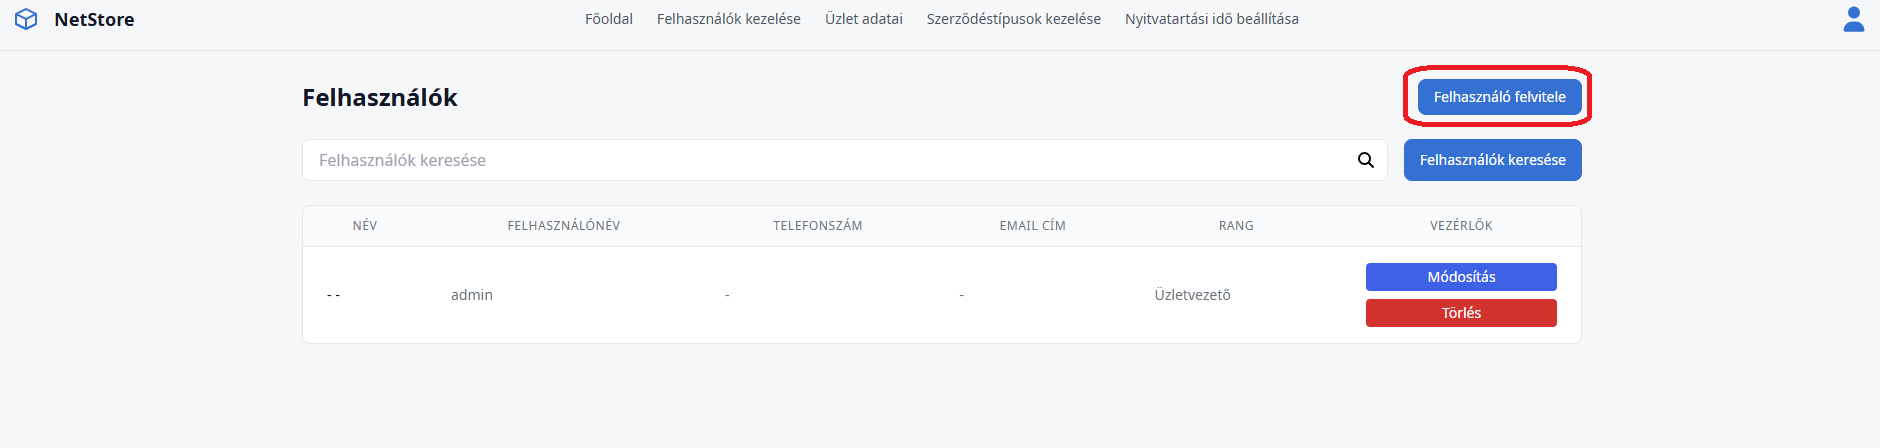 NetStore
Főoldal Felhasználók kezelése Üzlet adatai Szerződéstípusok kezelése Nyitvatartási idő beállítása
Felhasználók
Felhasználó felvitele
Felhasználók keresése
Felhasználók keresése
NÉV FELHASZNÁLÓNÉV TELEFONSZÁM EMAIL CÍM RANG VEZÉRLŐK
- - admin - - Üzletvezető
Módosítás
Törlés